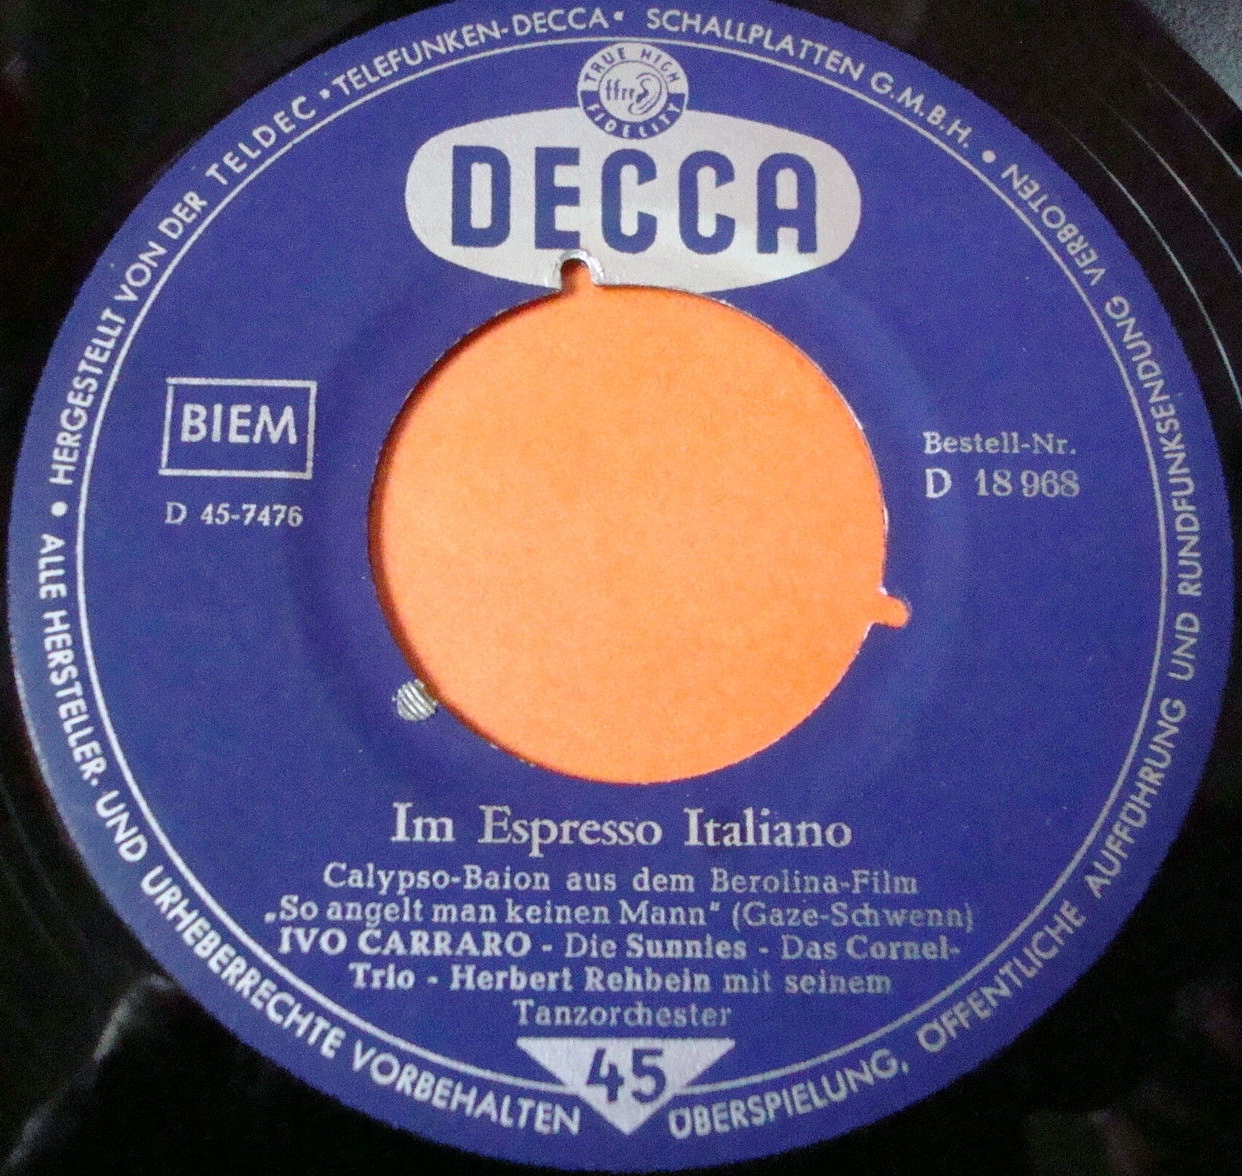 HERGESTELLT VON DER TELDEC • TELEFUNKEN-DECCA • SCHALLPLATTEN G.M.B.H. • 
TRUE HIGH
ffrr
FIDELITY
DECCA
BIEM
D 45-7476
Bestell-Nr.
D 18 968
Im Espresso Italiano
Calypso-Baion aus dem Berolina-Film
„So angelt man keinen Mann" (Gaze-Schwenn)
IVO CARRARO - Die Sunnies - Das Cornel-
Trio - Herbert Rehbein mit seinem
Tanzorchester
45
• ALLE HERSTELLER- UND URHEBERRECHTE VORBEHALTEN
ÜBERSPIELUNG, ÖFFENTLICHE AUFFÜHRUNG UND RUNDFUNKSENDUNG VERBOTEN